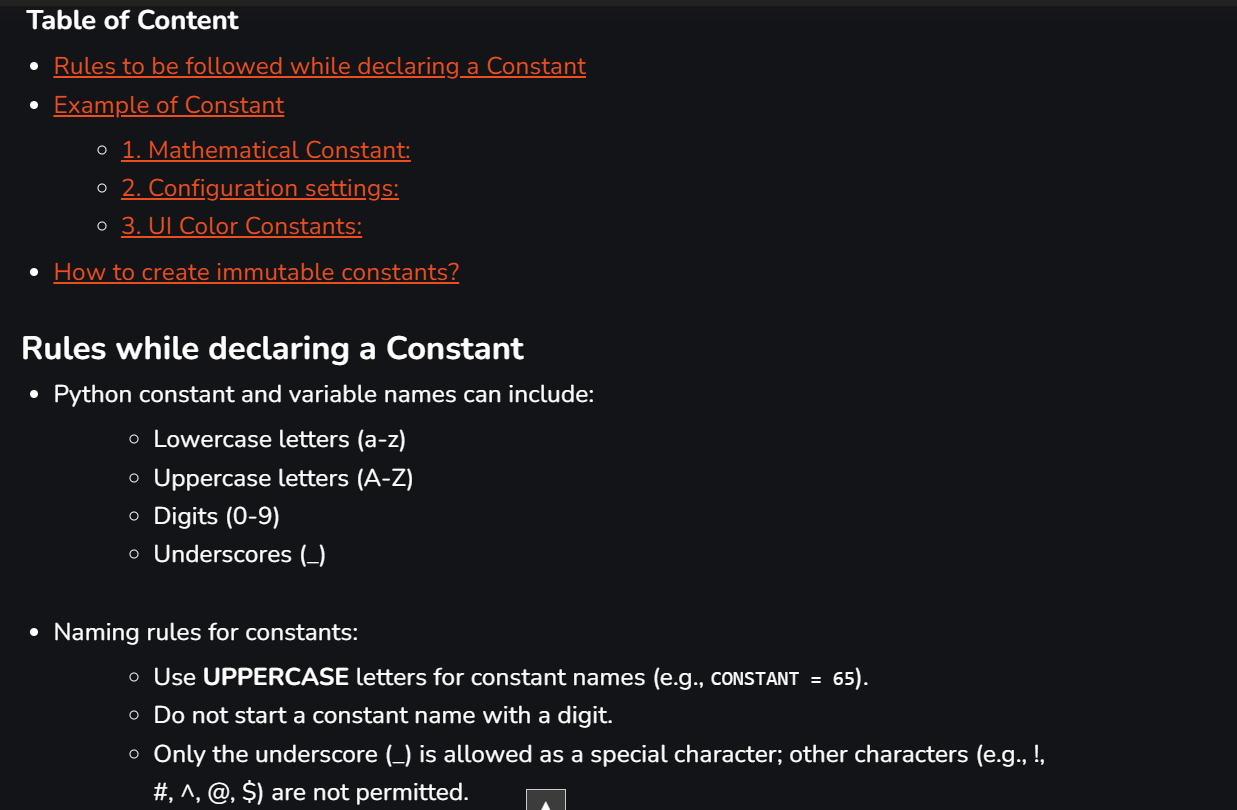 Table of Content
Rules to be followed while declaring a Constant
Example of Constant
1. Mathematical Constant:
2. Configuration settings:
3. UI Color Constants:
How to create immutable constants?
Rules while declaring a Constant
Python constant and variable names can include:
Lowercase letters (a-z)
Uppercase letters (A-Z)
Digits (0-9)
Underscores (_)
Naming rules for constants:
Use UPPERCASE letters for constant names (e.g., CONSTANT = 65).
Do not start a constant name with a digit.
Only the underscore (_) is allowed as a special character; other characters (e.g., !,
#, ^, @, $) are not permitted.